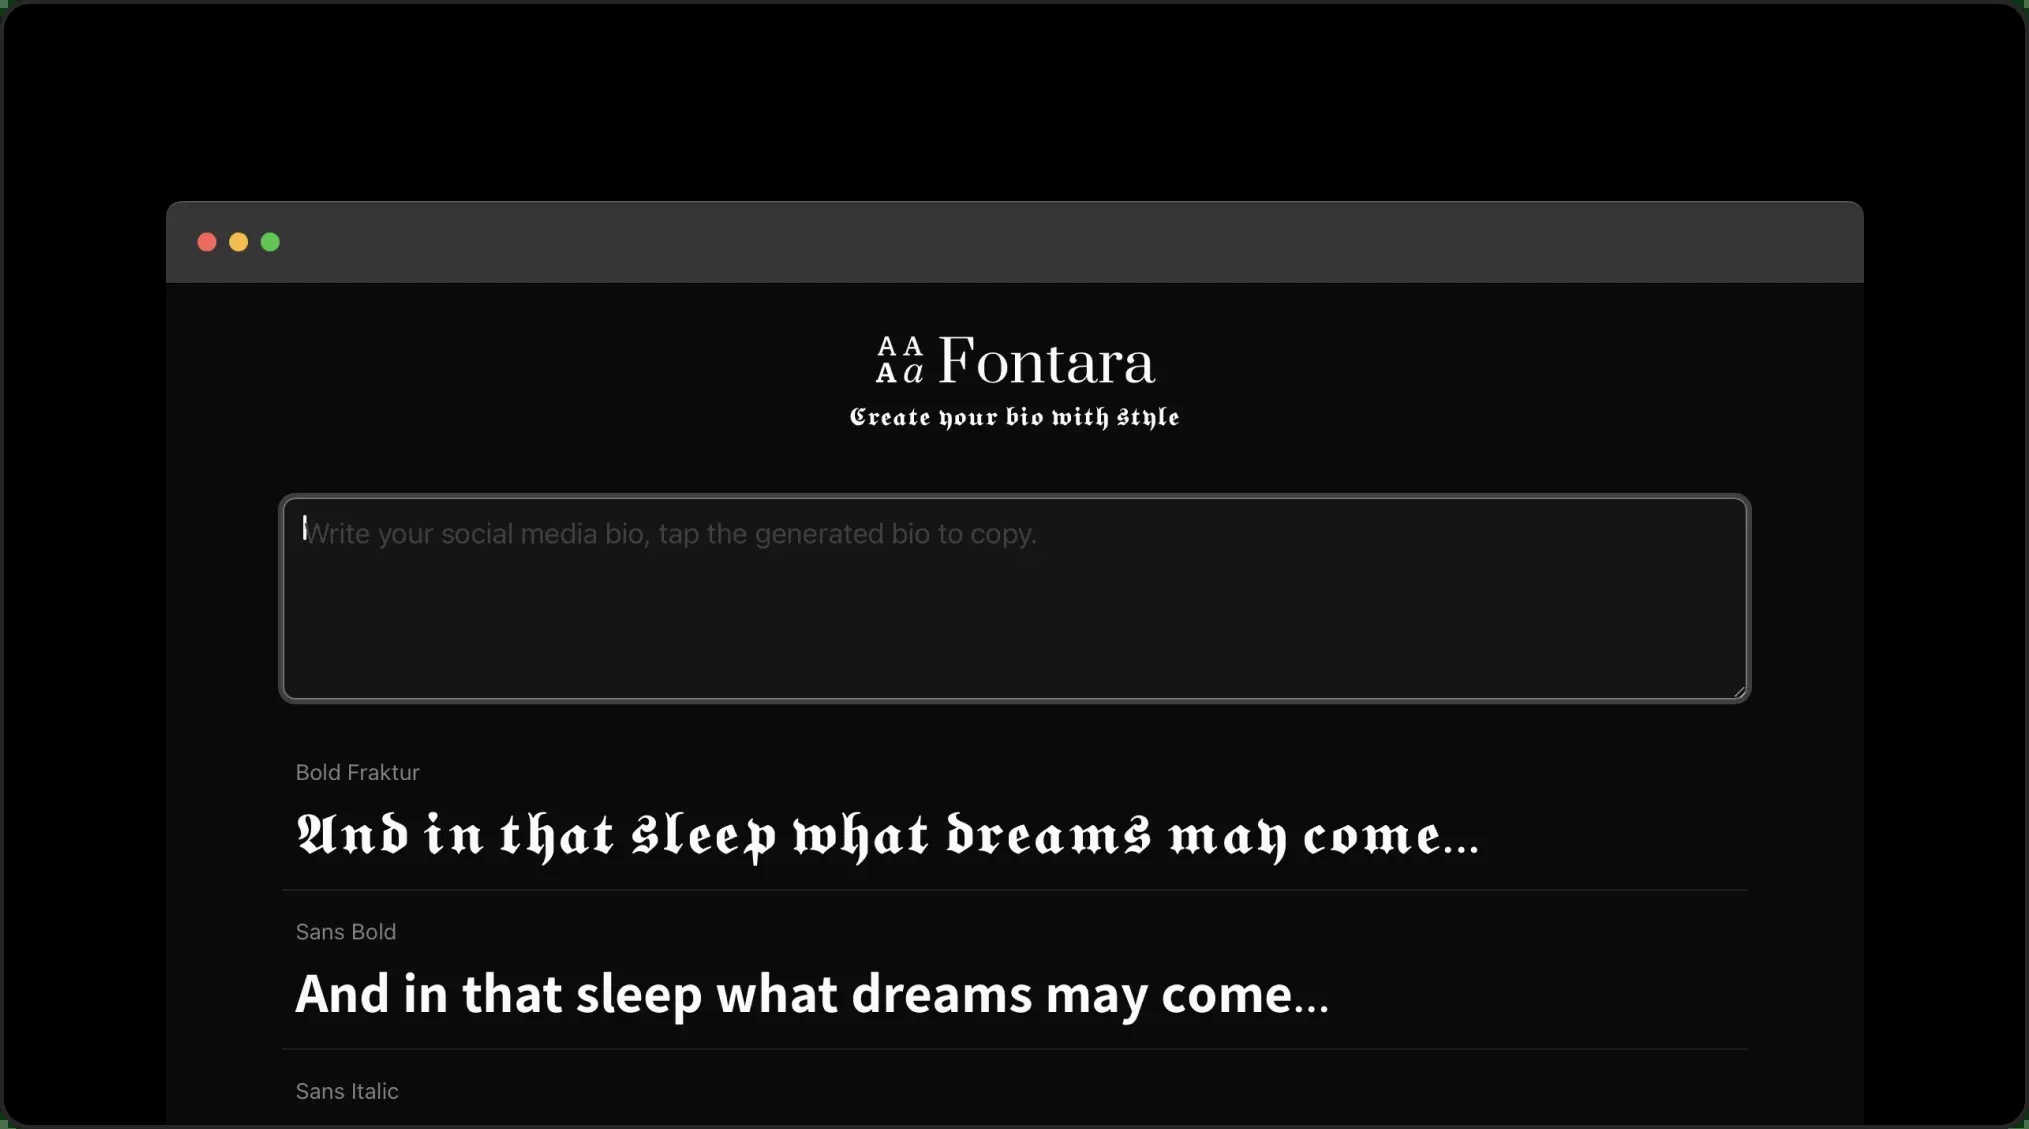 A A
A a
Fontara
Create your bio with style
Write your social media bio, tap the generated bio to copy.
Bold Fraktur
And in that sleep what dreams may come...
Sans Bold
And in that sleep what dreams may come...
Sans Italic